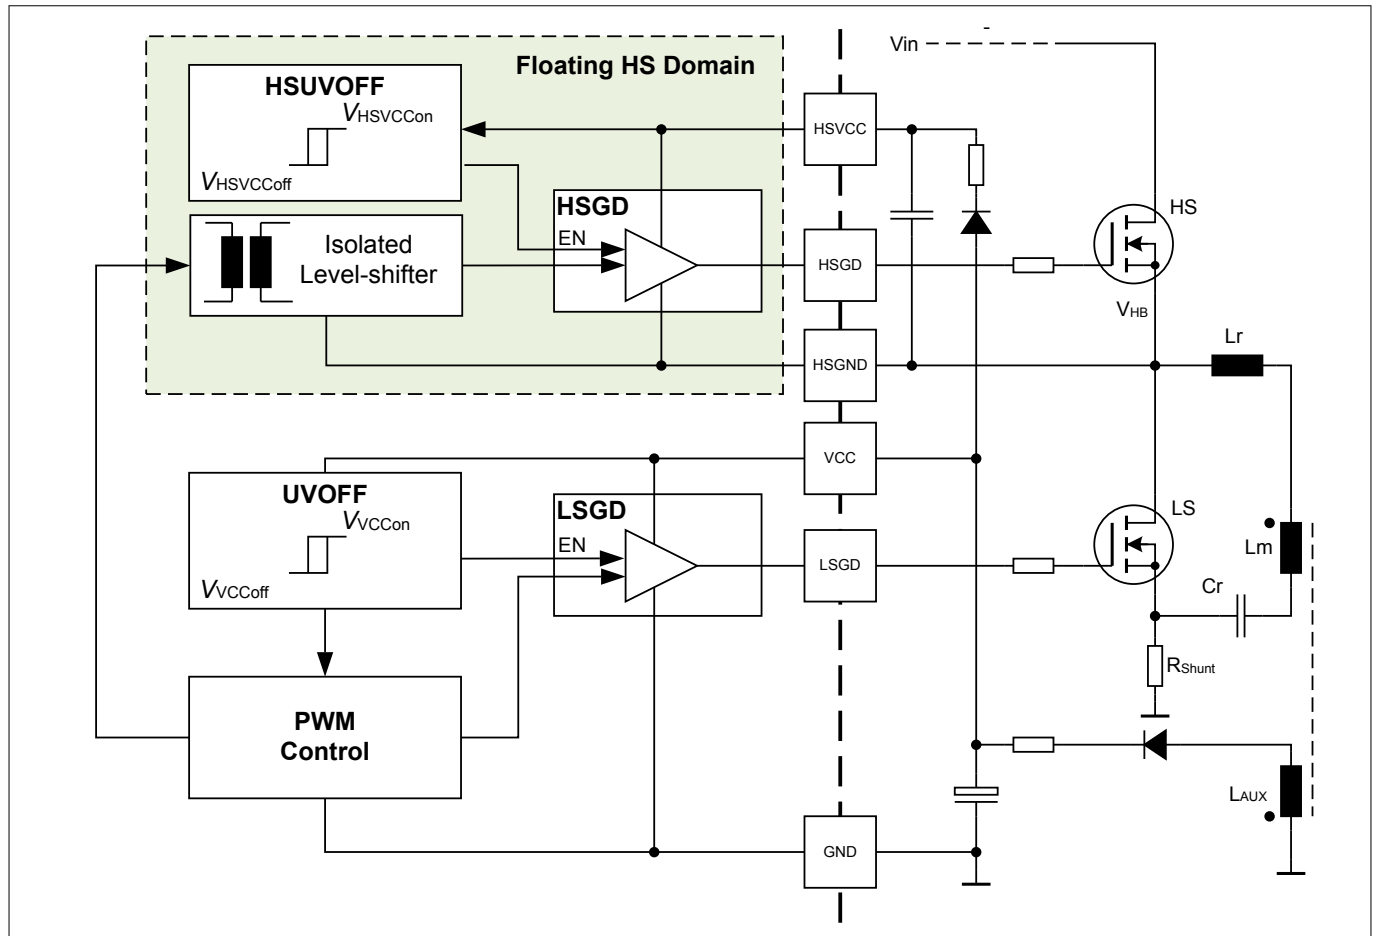 Vin
Floating HS Domain
HSUVOFF
VHSVCCon
VHSVCCoff
HSVCC
HSGD
EN
HS
Isolated
Level-shifter
HSGD
VHB
Lr
HSGND
VCC
UVOFF
VVCCon
VVCCoff
LSGD
EN
LS
LSGD
Lm
Cr
RShunt
PWM
Control
LAUX
GND